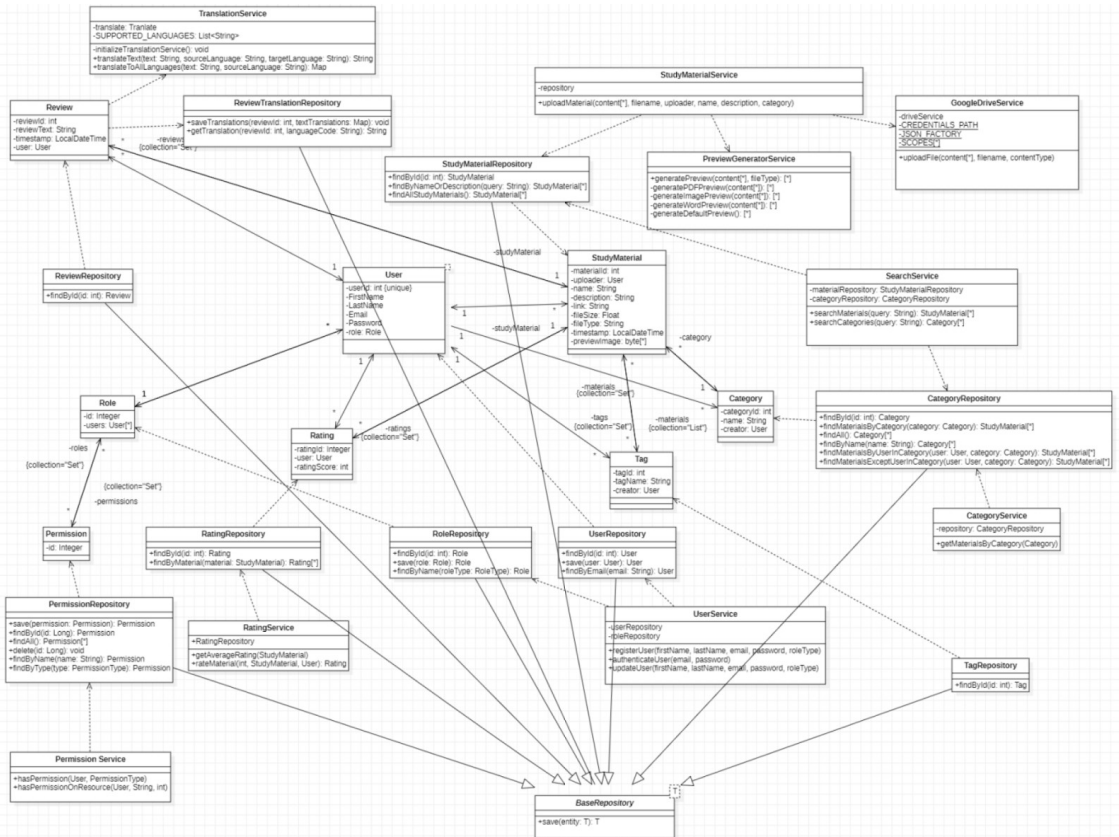 TranslationService
-translate: Tranlate
-SUPPORTED_LANGUAGES: List<String>
-initializeTranslationService(): void
+translateText(text: String, sourceLanguage: String, targetLanguage: String): String
+translateToAllLanguages(text: String, sourceLanguage: String): Map
StudyMaterialService
-repository
+uploadMaterial(content[*], filename, uploader, name, description, category)
Review
-reviewId: int
-reviewText: String
-timestamp: LocalDateTime
-user: User
ReviewTranslationRepository
+saveTranslations(reviewId: int, textTranslations: Map): void
+getTranslation(reviewId: int, languageCode: String): String
GoogleDriveService
-driveService
-CREDENTIALS_PATH
-JSON_FACTORY
-SCOPES[*]
+uploadFile(content[*], filename, contentType)
*
-reviews
{collection="Set"}
*
StudyMaterialRepository
+findById(id: int): StudyMaterial
+findByNameOrDescription(query: String): StudyMaterial[*]
+findAllStudyMaterials(): StudyMaterial[*]
PreviewGeneratorService
+generatePreview(content[*], fileType): [*]
-generatePDFPreview(content[*]): [*]
-generateImagePreview(content[*]): [*]
-generateWordPreview(content[*]): [*]
-generateDefaultPreview(): [*]
ReviewRepository
+findById(id: int): Review
1
User
-userId: int {unique}
-FirstName
-LastName
-Email
-Password
-role: Role
-studyMaterial
1
StudyMaterial
-materialId: int
-uploader: User
-name: String
-description: String
-link: String
-fileSize: Float
-fileType: String
-timestamp: LocalDateTime
-previewImage: byte[*]
SearchService
-materialRepository: StudyMaterialRepository
-categoryRepository: CategoryRepository
+searchMaterials(query: String): StudyMaterial[*]
+searchCategories(query: String): Category[*]
1
*
-studyMaterial
1
*
1
1
*
-category
1
*
1
Role
-id: Integer
-users: User[*]
-materials
{collection="Set"}
1
*
Category
-categoryId: int
-name: String
-creator: User
CategoryRepository
+findById(id: int): Category
+findMaterialsByCategory(category: Category): StudyMaterial[*]
+findAll(): Category[*]
+findByName(name: String): Category[*]
+findMaterialsByUserInCategory(user: User, category: Category): StudyMaterial[*]
+findMaterialsExceptUserInCategory(user: User, category: Category): StudyMaterial[*]
*
-ratings
{collection="Set"}
*
-tags
{collection="Set"}
-materials
{collection="List"}
*
*
Rating
-ratingId: Integer
-user: User
-ratingScore: int
Tag
-tagId: int
-tagName: String
-creator: User
*
-roles
{collection="Set"}
{collection="Set"}
-permissions
*
Permission
-id: Integer
RatingRepository
+findById(id: int): Rating
+findByMaterial(material: StudyMaterial): Rating[*]
RoleRepository
+findById(id: int): Role
+save(role: Role): Role
+findByName(roleType: RoleType): Role
UserRepository
+findById(id: int): User
+save(user: User): User
+findByEmail(email: String): User
CategoryService
-repository: CategoryRepository
+getMaterialsByCategory(Category)
PermissionRepository
+save(permission: Permission): Permission
+findById(id: Long): Permission
+findAll(): Permission[*]
+delete(id: Long): void
+findByName(name: String): Permission
+findByType(type: PermissionType): Permission
RatingService
+RatingRepository
+getAverageRating(StudyMaterial)
+rateMaterial(int, StudyMaterial, User): Rating
UserService
-userRepository
-roleRepository
+registerUser(firstName, lastName, email, password, roleType)
+authenticateUser(email, password)
+updateUser(firstName, lastName, email, password, roleType)
TagRepository
+findById(id: int): Tag
Permission Service
+hasPermission(User, PermissionType)
+hasPermissionOnResource(User, String, int)
T
BaseRepository
+save(entity: T): T